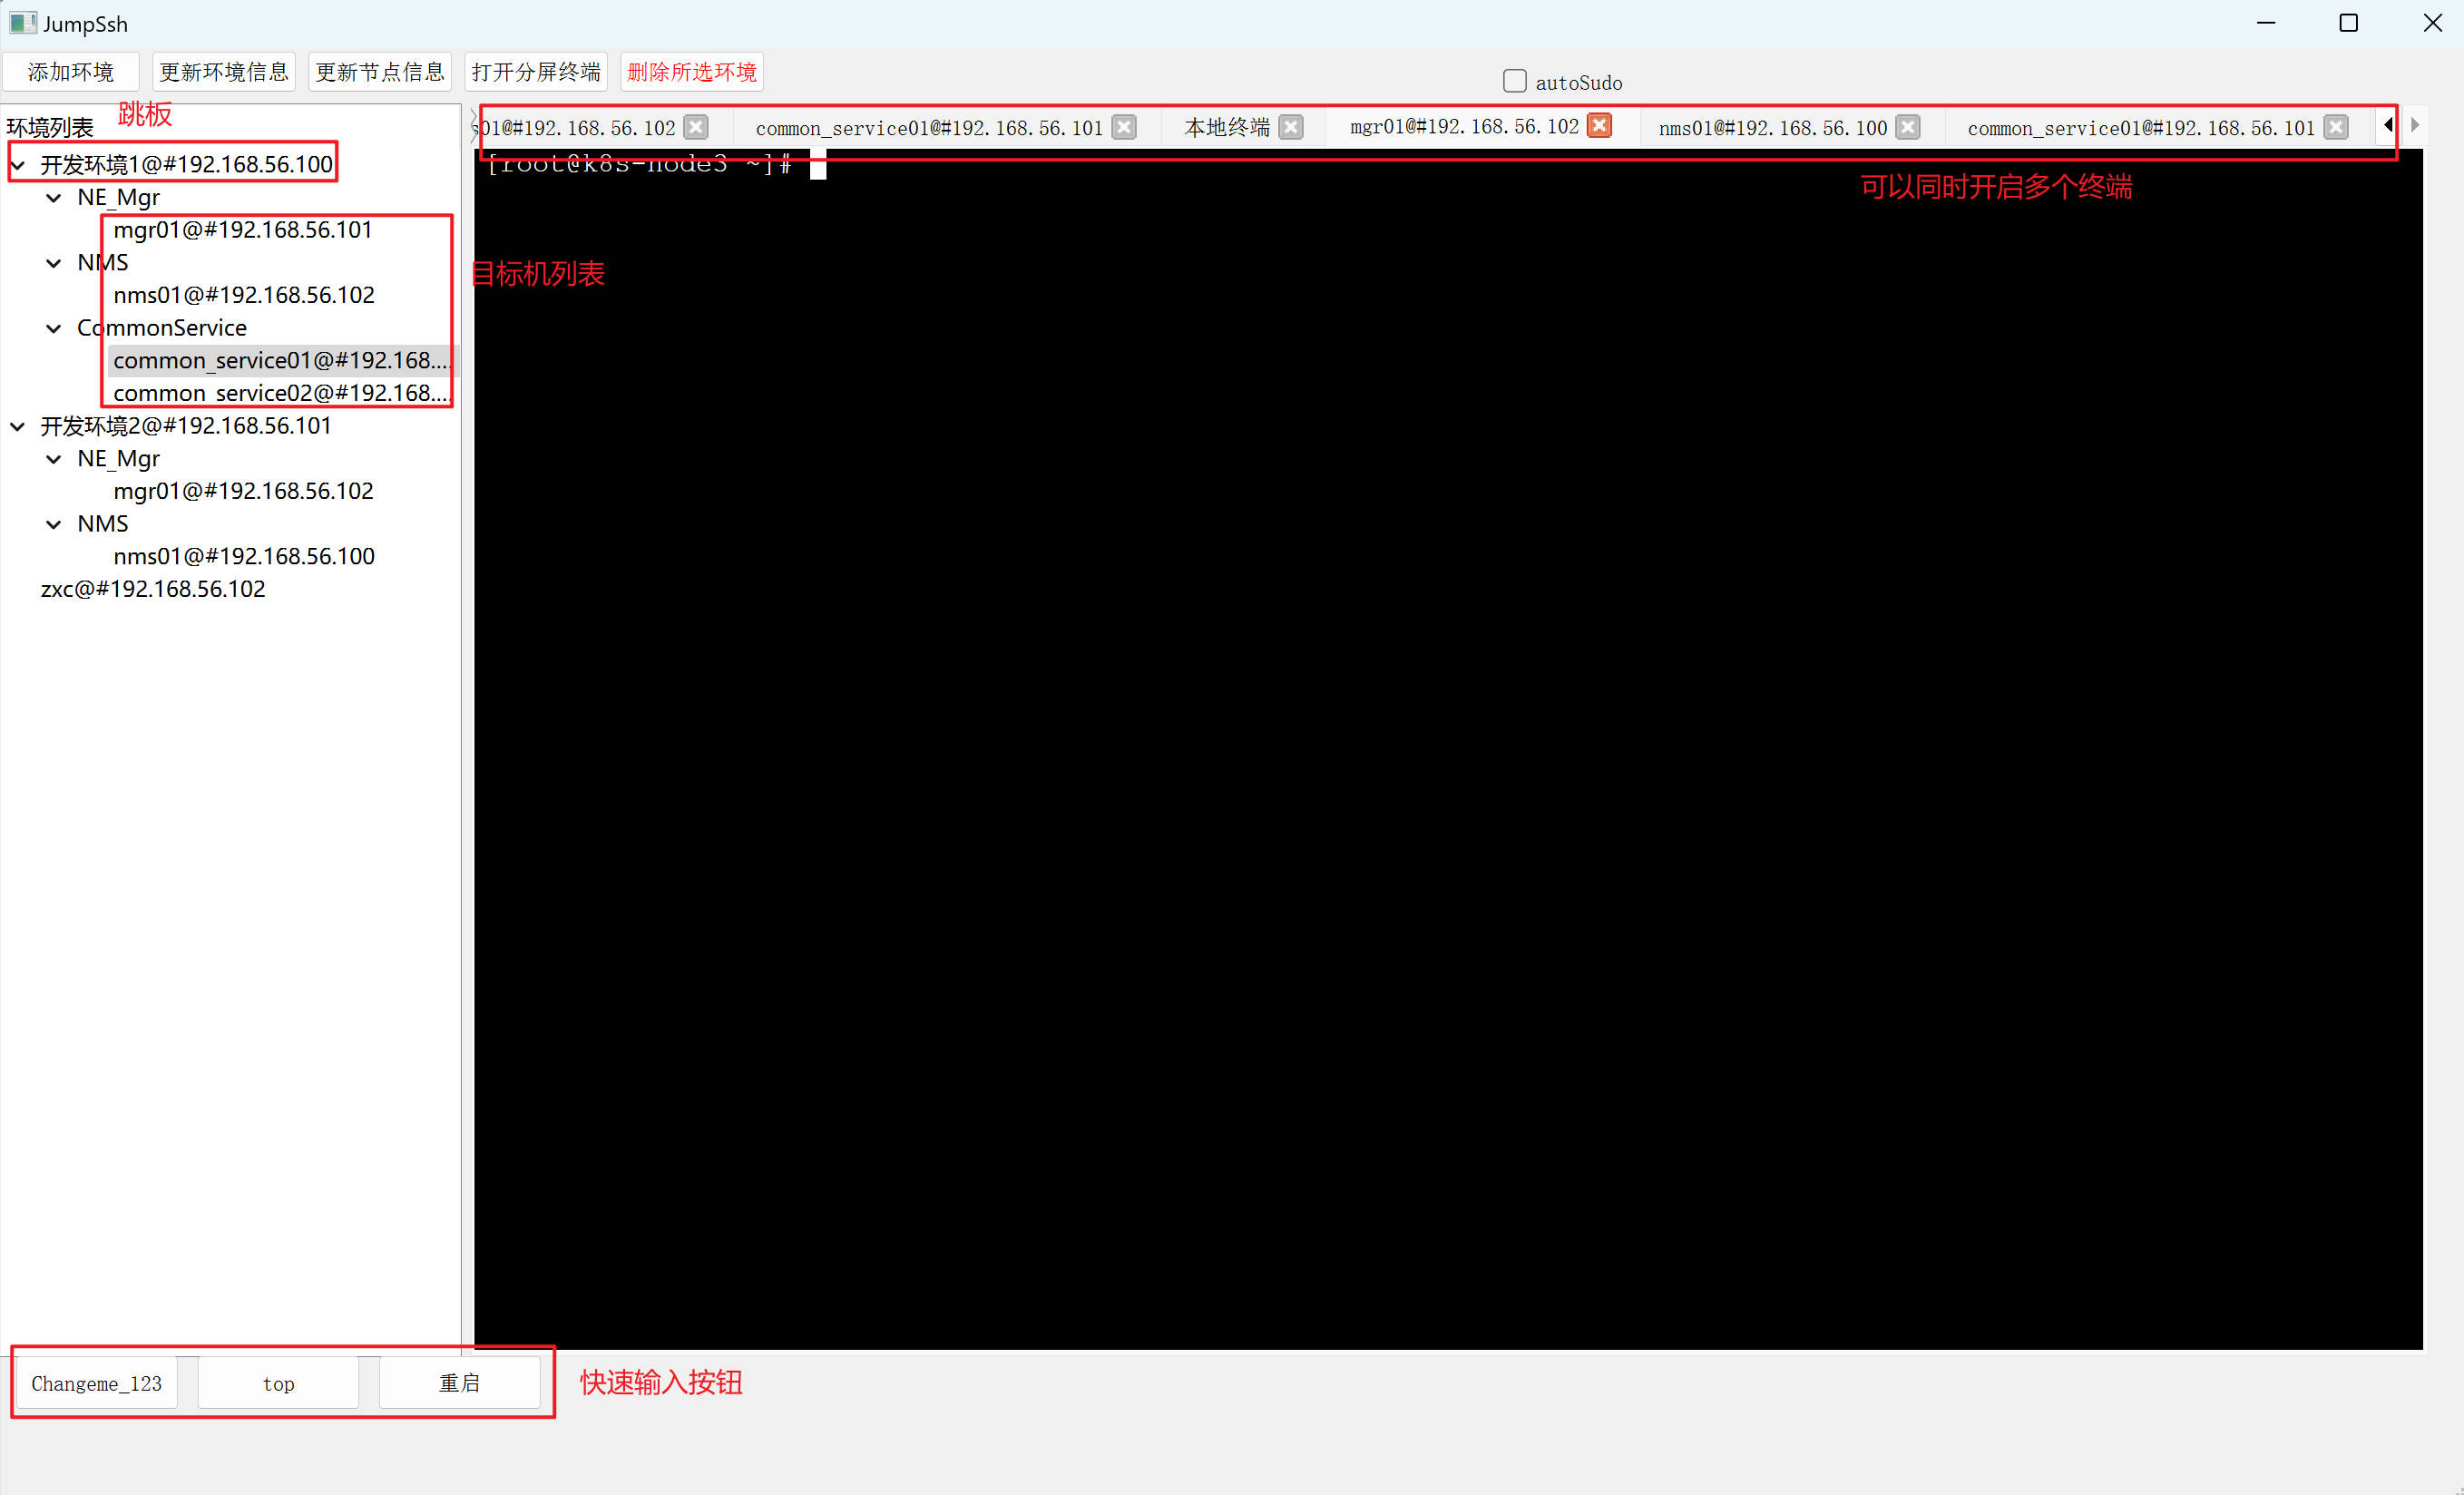 JumpSsh
添加环境 更新环境信息 更新节点信息 打开分屏终端 删除所选环境
autoSudo
环境列表 跳板
s01@#192.168.56.102 common_service01@#192.168.56.101 本地终端 mgr01@#192.168.56.102 nms01@#192.168.56.100 common_service01@#192.168.56.101
开发环境1@#192.168.56.100
[root@k8s-node3 ~]#
可以同时开启多个终端
NE_Mgr
mgr01@#192.168.56.101
NMS
目标机列表
nms01@#192.168.56.102
CommonService
common_service01@#192.168....
common_service02@#192.168....
开发环境2@#192.168.56.101
NE_Mgr
mgr01@#192.168.56.102
NMS
nms01@#192.168.56.100
zxc@#192.168.56.102
Changeme_123 top 重启 快速输入按钮